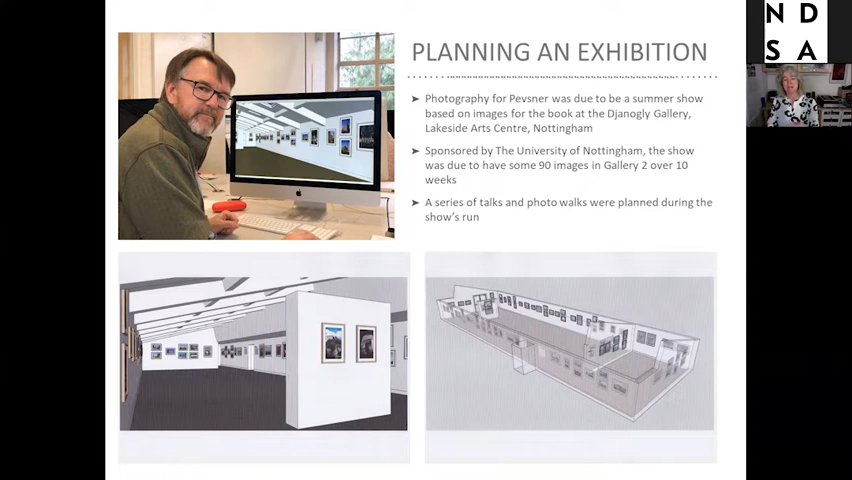 PLANNING AN EXHIBITION
➤ Photography for Pevsner was due to be a summer show
based on images for the book at the Djanogly Gallery,
Lakeside Arts Centre, Nottingham
➤ Sponsored by The University of Nottingham, the show
was due to have some 90 images in Gallery 2 over 10
weeks
➤ A series of talks and photo walks were planned during the
show's run
N D
S A